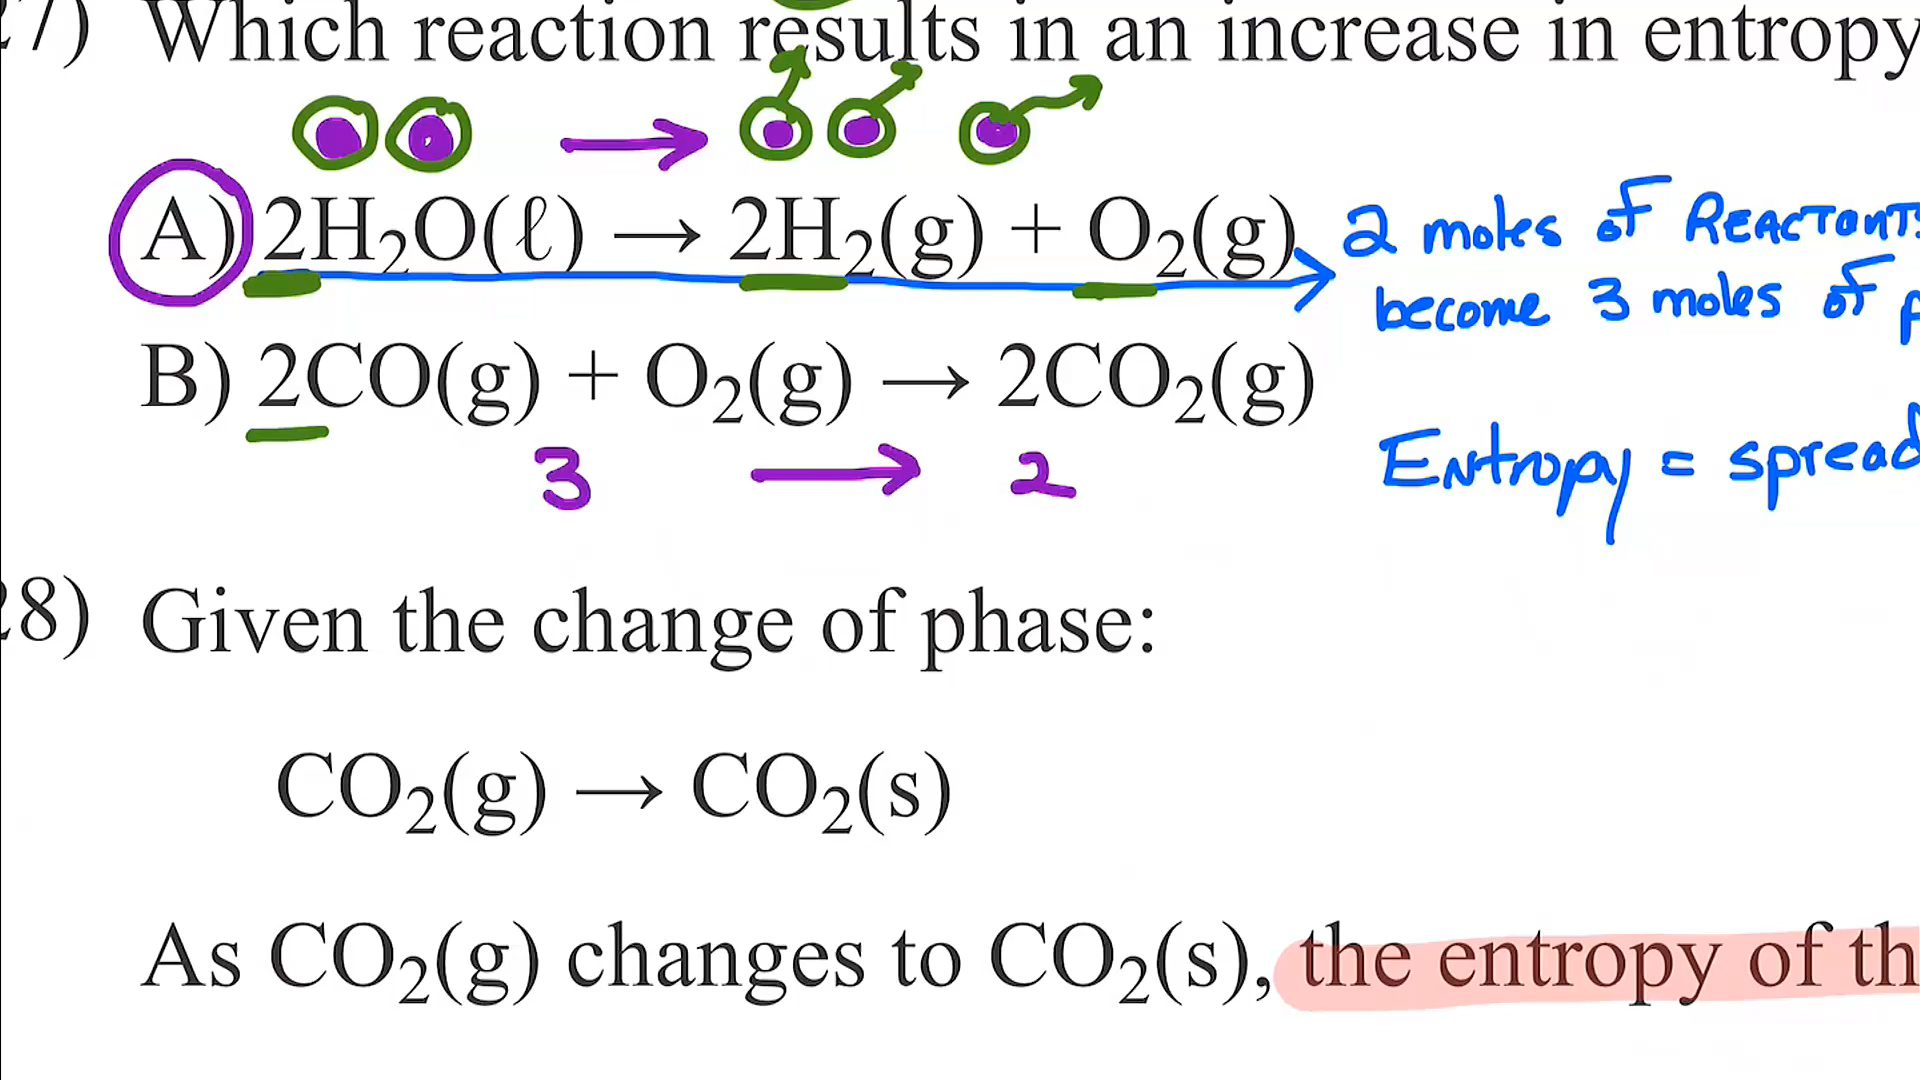 27) Which reaction results in an increase in entropy
A) 2H₂O(ℓ) → 2H₂(g) + O₂(g)
2 moles of REACTANTS
become 3 moles of
B) 2CO(g) + O₂(g) → 2CO₂(g)
3 → 2
Entropy = spread
28) Given the change of phase:
CO₂(g) → CO₂(s)
As CO₂(g) changes to CO₂(s), the entropy of th